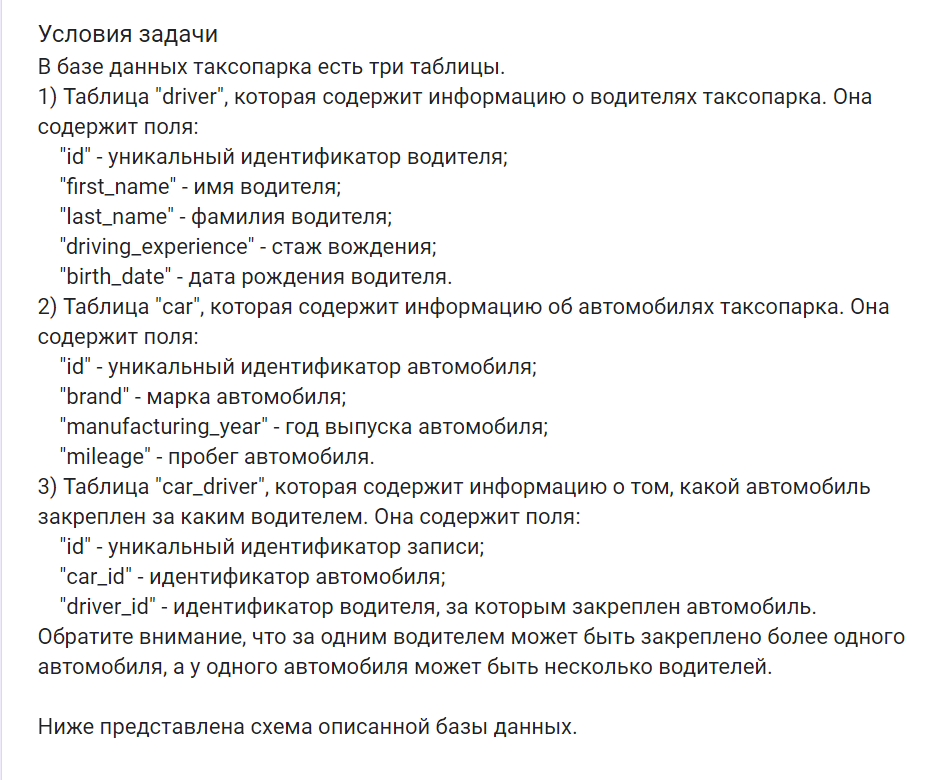 Условия задачи
В базе данных таксопарка есть три таблицы.
1) Таблица "driver", которая содержит информацию о водителях таксопарка. Она
содержит поля:
"id" - уникальный идентификатор водителя;
"first_name" - имя водителя;
"last_name" - фамилия водителя;
"driving_experience" - стаж вождения;
"birth_date" - дата рождения водителя.
2) Таблица "car", которая содержит информацию об автомобилях таксопарка. Она
содержит поля:
"id" - уникальный идентификатор автомобиля;
"brand" - марка автомобиля;
"manufacturing_year" - год выпуска автомобиля;
"mileage" - пробег автомобиля.
3) Таблица "car_driver", которая содержит информацию о том, какой автомобиль
закреплен за каким водителем. Она содержит поля:
"id" - уникальный идентификатор записи;
"car_id" - идентификатор автомобиля;
"driver_id" - идентификатор водителя, за которым закреплен автомобиль.
Обратите внимание, что за одним водителем может быть закреплено более одного
автомобиля, а у одного автомобиля может быть несколько водителей.
Ниже представлена схема описанной базы данных.